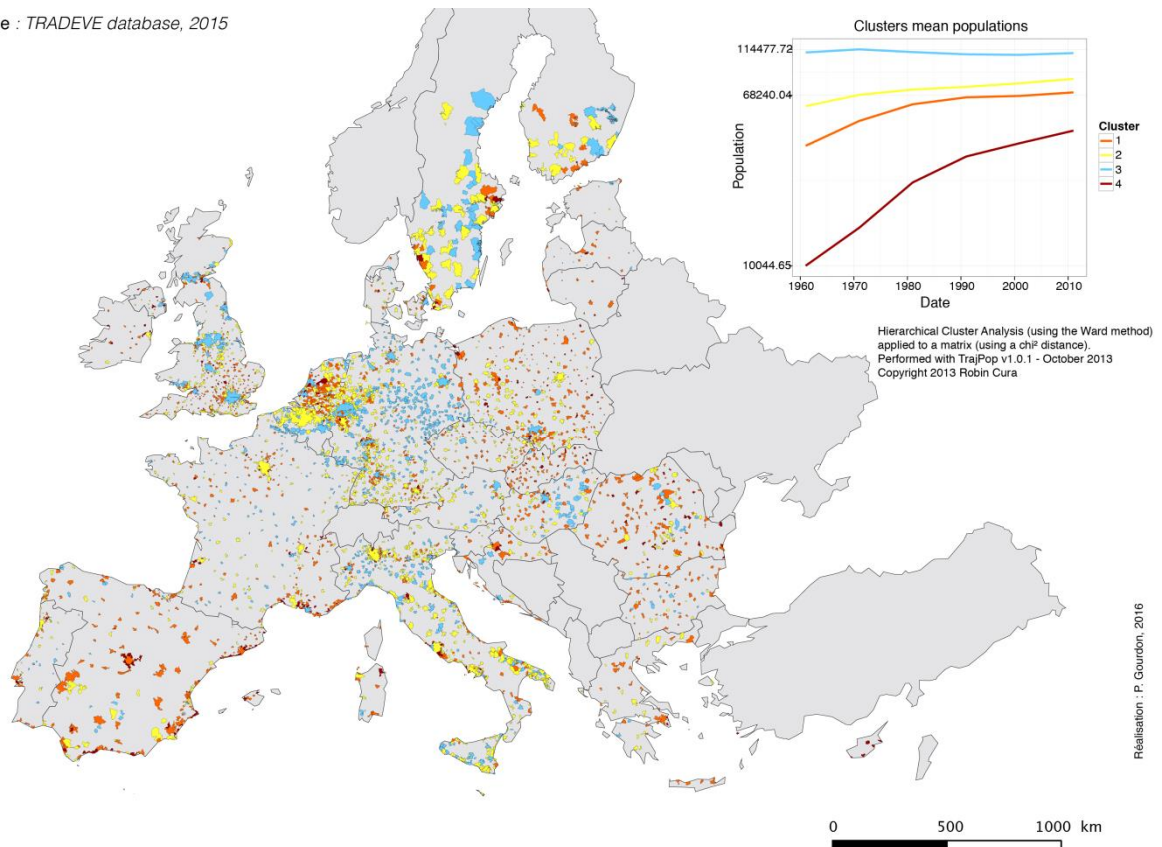 e : TRADEVE database, 2015
Clusters mean populations
114477.72
68240.04
10044.65
Population
1960 1970 1980 1990 2000 2010
Date
Cluster
1
2
3
4
Hierarchical Cluster Analysis (using the Ward method)
applied to a matrix (using a chi² distance).
Performed with TrajPop v1.0.1 - October 2013
Copyright 2013 Robin Cura
Réalisation : P. Gourdon, 2016
0 500 1000 km